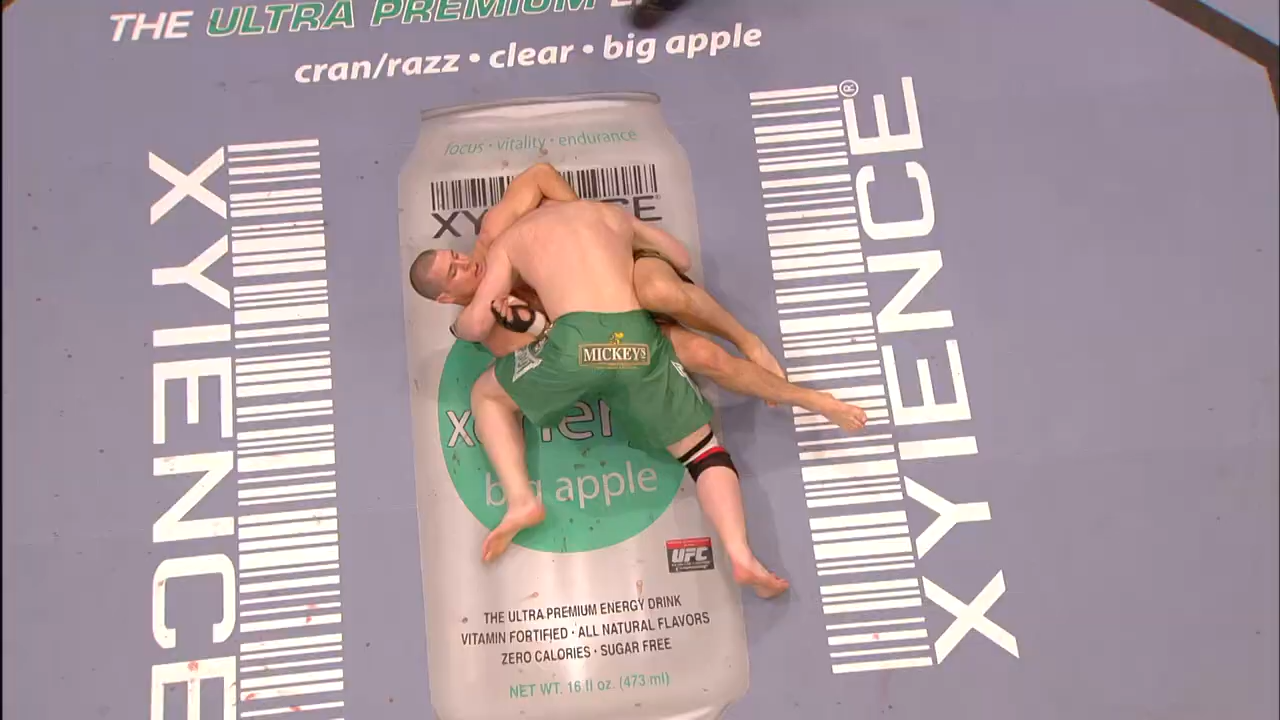 THE ULTRA PREMIUM
cran/razz • clear • big apple
focus • vitality • endurance
XYIENCE
XYIENCE®
MICKEY'S
big apple
UFC
THE ULTRA PREMIUM ENERGY DRINK
VITAMIN FORTIFIED • ALL NATURAL FLAVORS
ZERO CALORIES • SUGAR FREE
NET WT. 16 fl oz. (473 ml)